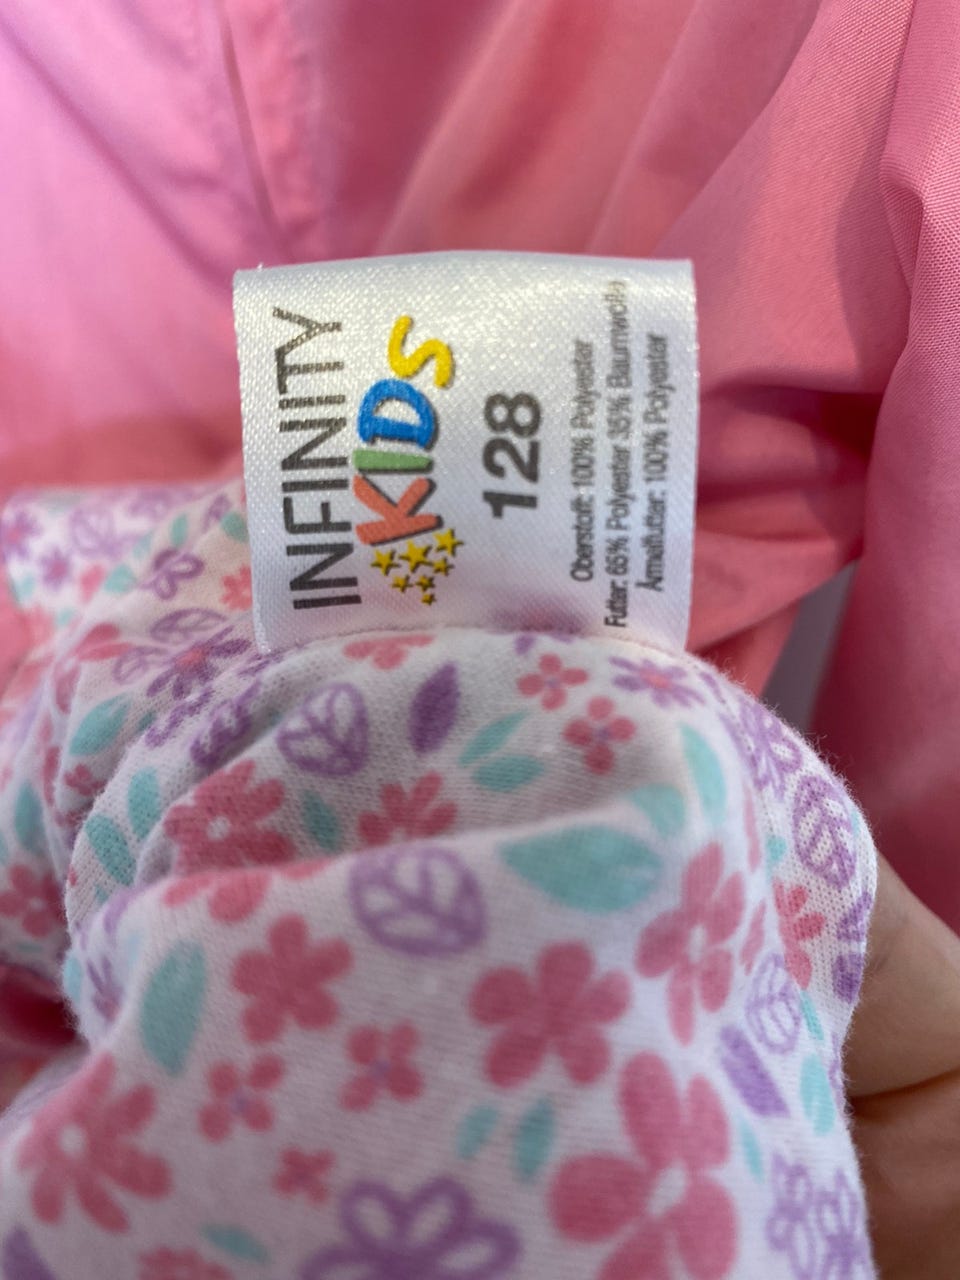 INFINITY
KIDS
128
Oberstoff: 100% Polyester
Futter: 65% Polyester 35% Baumwolle
Ärmelfutter: 100% Polyester